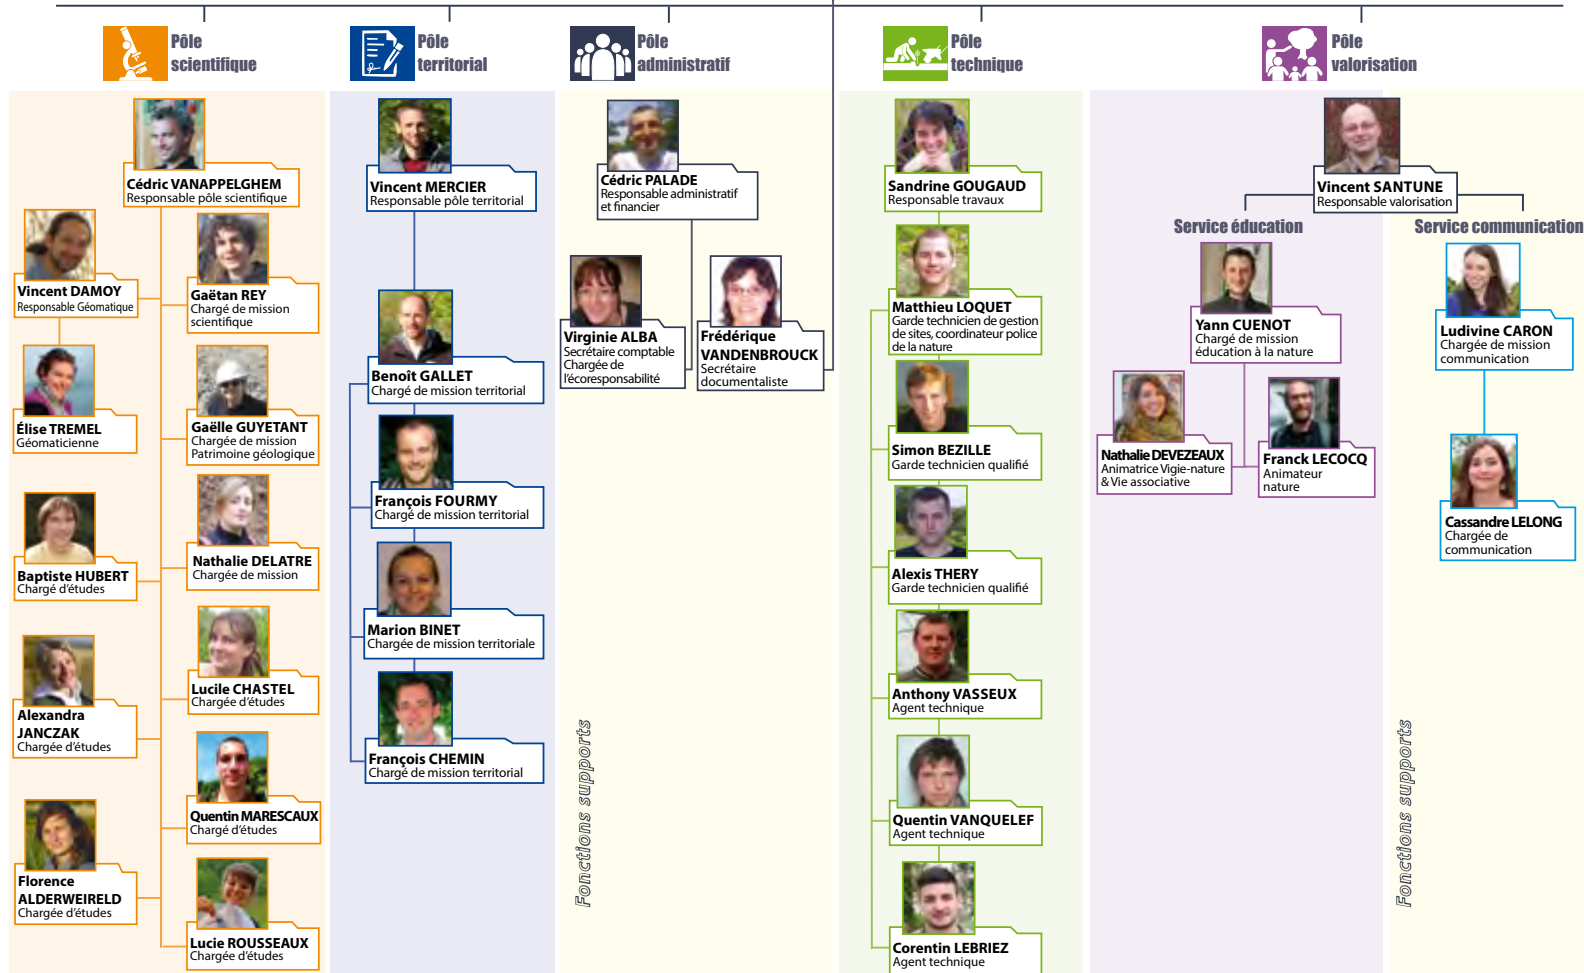 Pôle
scientifique
Pôle
territorial
Pôle
administratif
Pôle
technique
Pôle
valorisation
Cédric VANAPPELGHEM
Responsable pôle scientifique
Vincent DAMOY
Responsable Géomatique
Gaëtan REY
Chargé de mission
scientifique
Élise TREMEL
Géomaticienne
Gaëlle GUYETANT
Chargée de mission
Patrimoine géologique
Baptiste HUBERT
Chargé d'études
Nathalie DELATRE
Chargée de mission
Alexandra
JANCZAK
Chargée d'études
Lucile CHASTEL
Chargée d'études
Quentin MARESCAUX
Chargé d'études
Florence
ALDERWEIRELD
Chargée d'études
Lucie ROUSSEAUX
Chargée d'études
Vincent MERCIER
Responsable pôle territorial
Benoît GALLET
Chargé de mission territorial
François FOURMY
Chargé de mission territorial
Marion BINET
Chargée de mission territoriale
François CHEMIN
Chargé de mission territorial
Cédric PALADE
Responsable administratif
et financier
Virginie ALBA
Secrétaire comptable
Chargée de
l'écoresponsabilité
Frédérique
VANDENBROUCK
Secrétaire
documentaliste
Fonctions supports
Sandrine GOUGAUD
Responsable travaux
Matthieu LOQUET
Garde technicien de gestion
de sites, coordinateur police
de la nature
Simon BEZILLE
Garde technicien qualifié
Alexis THERY
Garde technicien qualifié
Anthony VASSEUX
Agent technique
Quentin VANQUELEF
Agent technique
Corentin LEBRIEZ
Agent technique
Vincent SANTUNE
Responsable valorisation
Service éducation
Yann CUENOT
Chargé de mission
éducation à la nature
Nathalie DEVEZEAUX
Animatrice Vigie-nature
& Vie associative
Franck LECOCQ
Animateur
nature
Service communication
Ludivine CARON
Chargée de mission
communication
Cassandre LELONG
Chargée de
communication
Fonctions supports